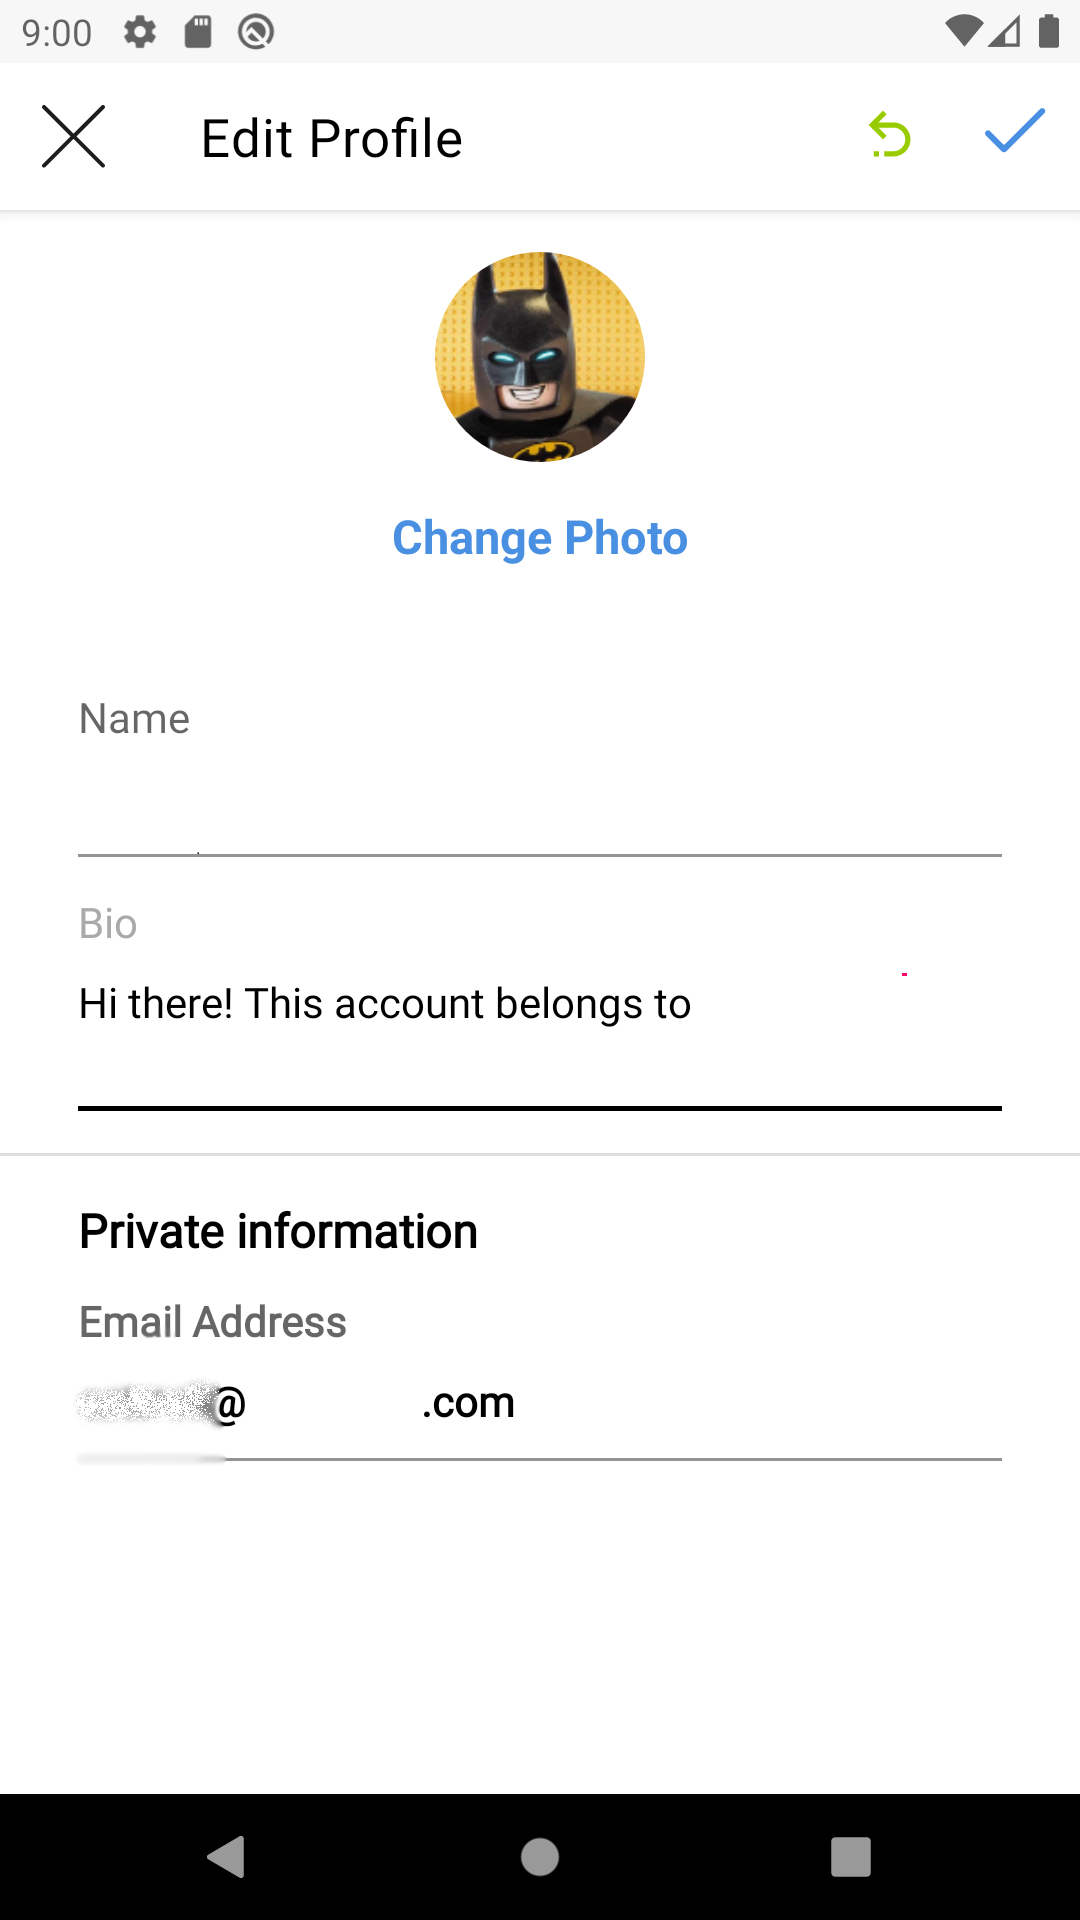 9:00
Edit Profile
Change Photo
Name
Bio
Hi there! This account belongs to
Private information
Email Address
@ .com